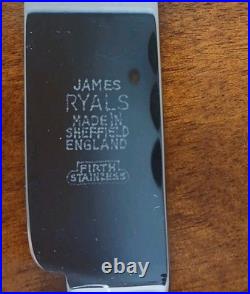 JAMES
RYALS
MADE IN
SHEFFIELD
ENGLAND
FIRTH
STAINLESS